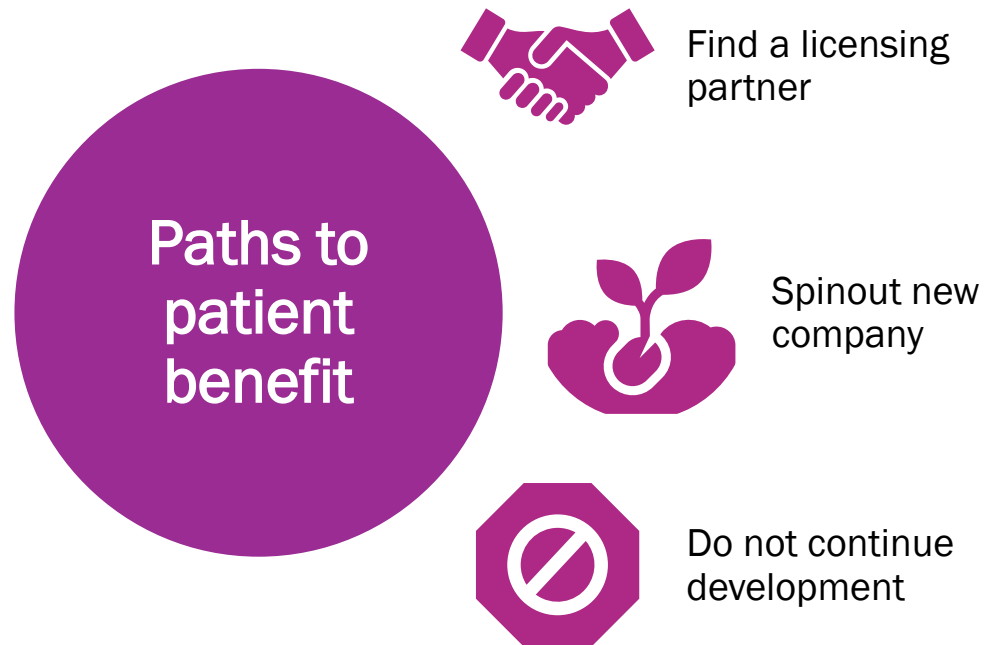 Paths to
patient
benefit
Find a licensing
partner
Spinout new
company
Do not continue
development